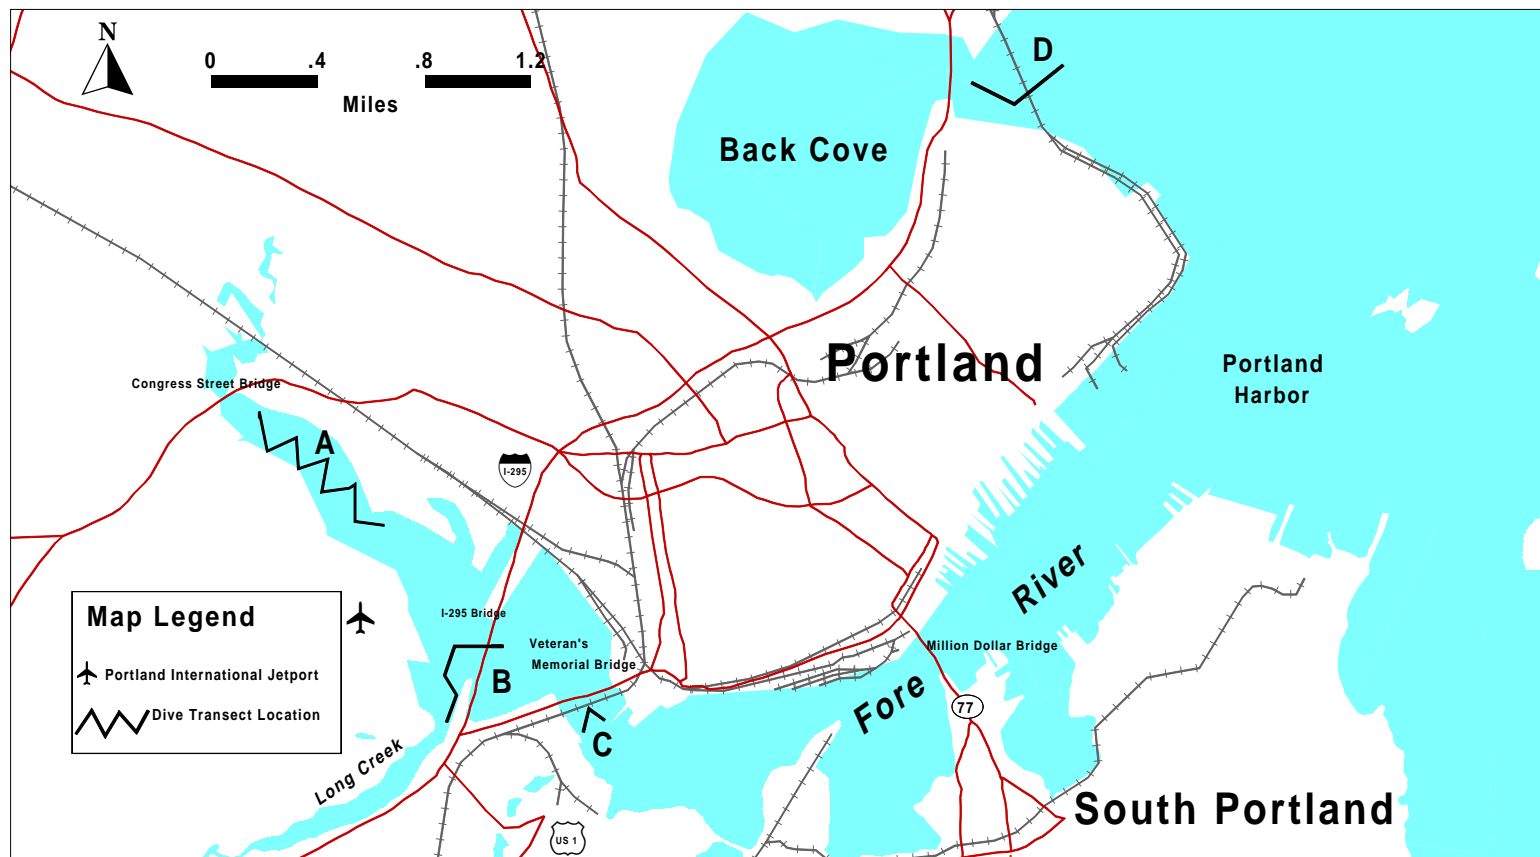 N
0 .4 .8 1.2
Miles
D
Back Cove
Portland
Portland
Harbor
Congress Street Bridge
A
I-295
River
Map Legend
Portland International Jetport
Dive Transect Location
I-295 Bridge
Veteran's
Memorial Bridge
B
Million Dollar Bridge
Fore
77
C
Long Creek
South Portland
US 1